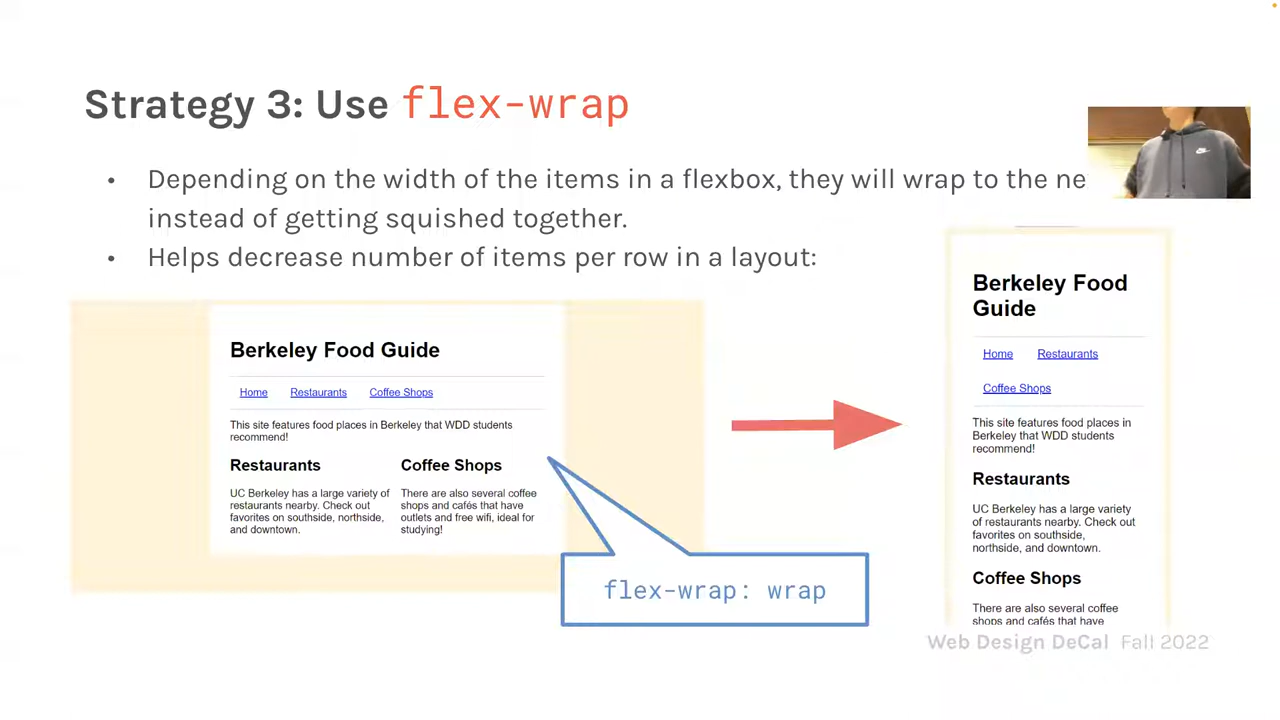 Strategy 3: Use flex-wrap
• Depending on the width of the items in a flexbox, they will wrap to the
instead of getting squished together.
• Helps decrease number of items per row in a layout:
Berkeley Food Guide
Home Restaurants Coffee Shops
This site features food places in Berkeley that WDD students
recommend!
Restaurants
UC Berkeley has a large variety of
restaurants nearby. Check out
favorites on southside, northside,
and downtown.
Coffee Shops
There are also several coffee
shops and cafés that have
outlets and free wifi, ideal for
studying!
flex-wrap: wrap
Berkeley Food
Guide
Home Restaurants
Coffee Shops
This site features food places in
Berkeley that WDD students
recommend!
Restaurants
UC Berkeley has a large variety
of restaurants nearby. Check out
favorites on southside,
northside, and downtown.
Coffee Shops
There are also several coffee
shops and cafés that have
Web Design DeCal Fall 2022